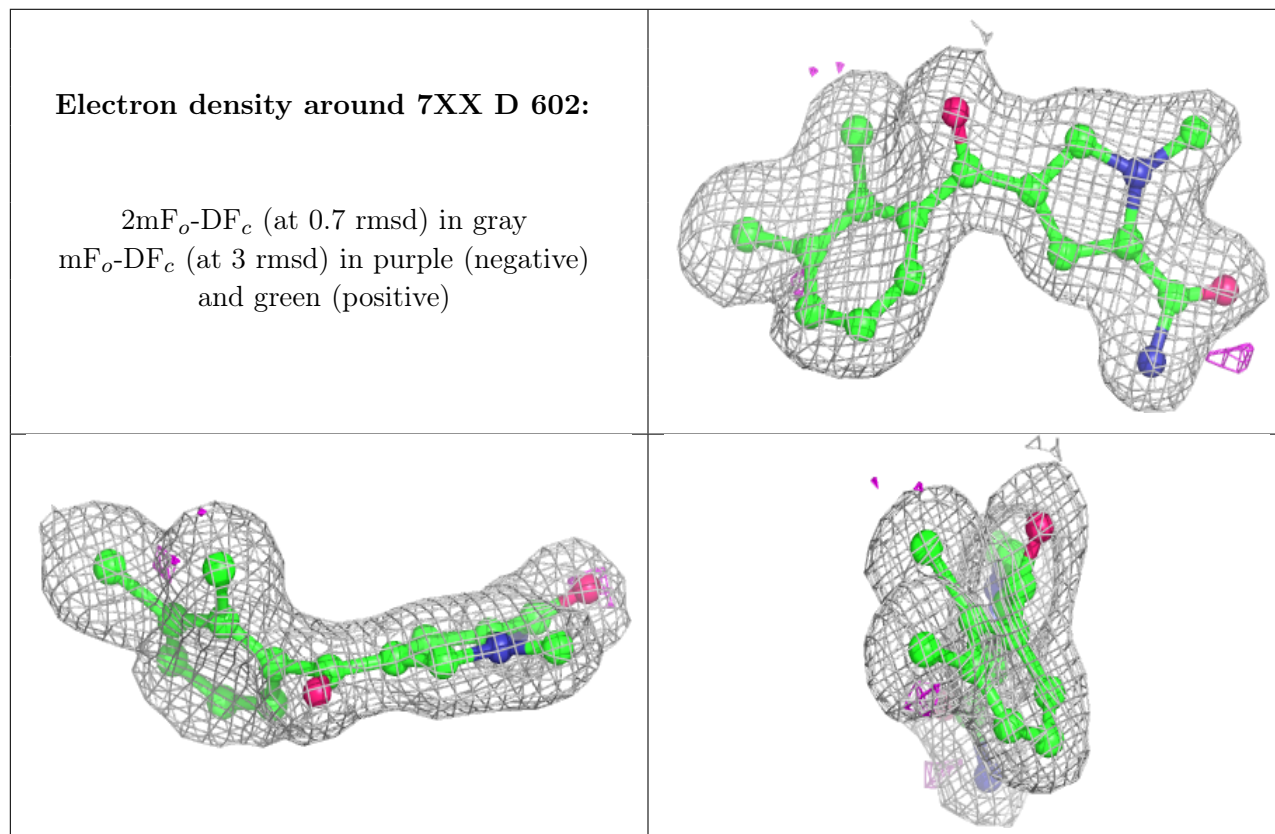 Electron density around 7XX D 602:
2mFo-DFc (at 0.7 rmsd) in gray
mFo-DFc (at 3 rmsd) in purple (negative)
and green (positive)